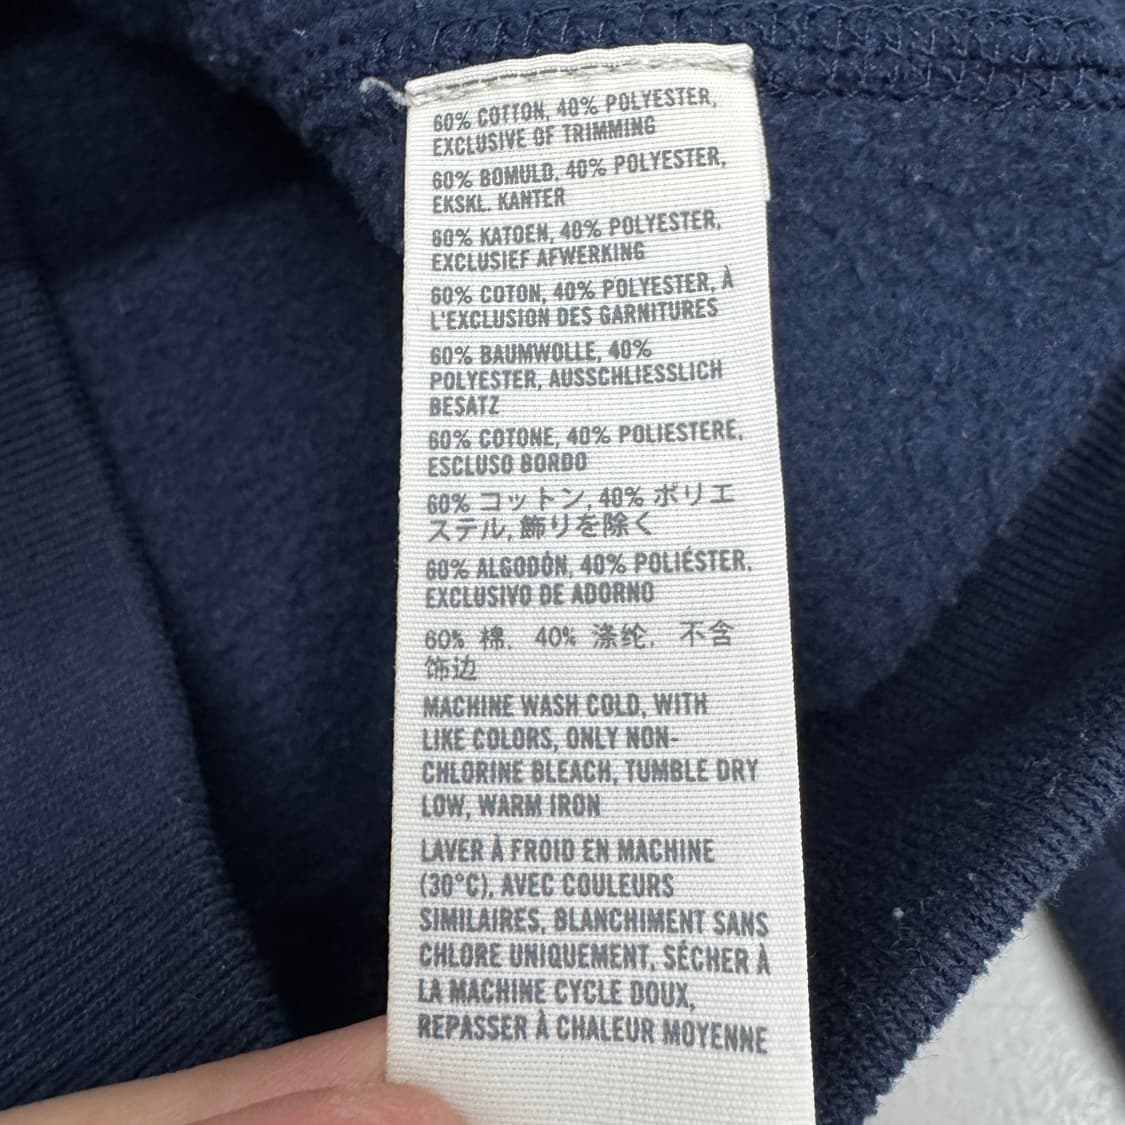 60% COTTON, 40% POLYESTER,
EXCLUSIVE OF TRIMMING
60% BOMULD, 40% POLYESTER,
EKSKL. KANTER
60% KATOEN, 40% POLYESTER,
EXCLUSIEF AFWERKING
60% COTON, 40% POLYESTER, À
L'EXCLUSION DES GARNITURES
60% BAUMWOLLE, 40%
POLYESTER, AUSSCHLIESSLICH
BESATZ
60% COTONE, 40% POLIESTERE,
ESCLUSO BORDO
60% コットン, 40% ポリエ
ステル, 飾りを除く
60% ALGODÓN, 40% POLIÉSTER,
EXCLUSIVO DE ADORNO
60% 棉, 40% 涤纶, 不含
饰边
MACHINE WASH COLD, WITH
LIKE COLORS, ONLY NON-
CHLORINE BLEACH, TUMBLE DRY
LOW, WARM IRON
LAVER À FROID EN MACHINE
(30°C), AVEC COULEURS
SIMILAIRES, BLANCHIMENT SANS
CHLORE UNIQUEMENT, SÉCHER À
LA MACHINE CYCLE DOUX,
REPASSER À CHALEUR MOYENNE